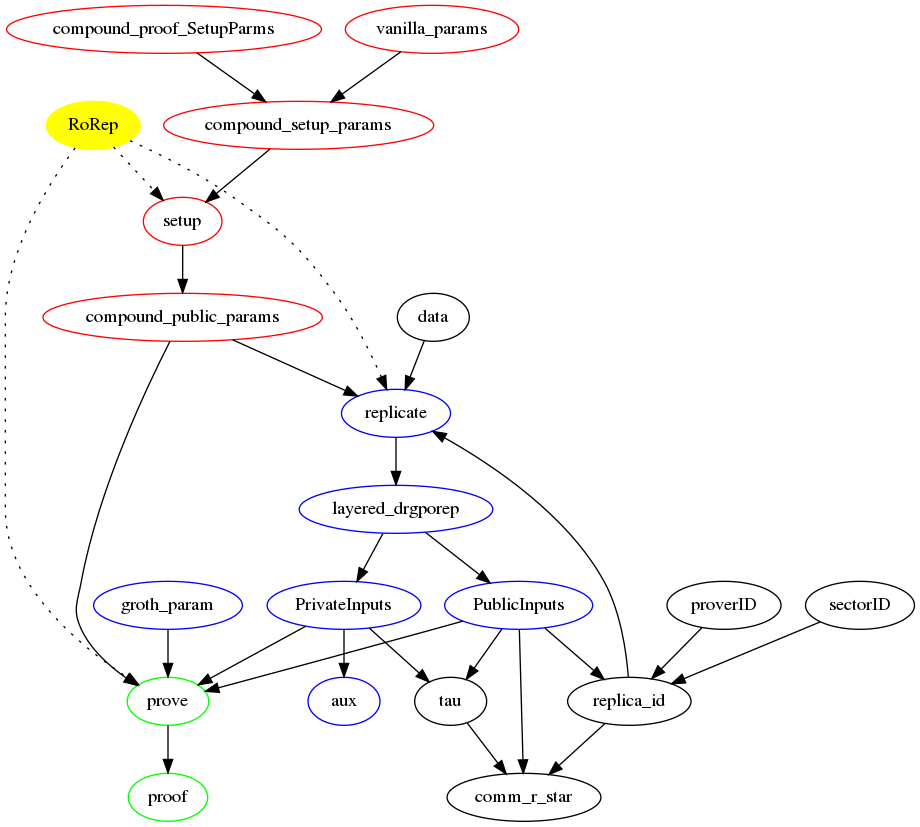 compound_proof_SetupParms
vanilla_params
RoRep
compound_setup_params
setup
compound_public_params
data
replicate
layered_drgporep
groth_param
PrivateInputs
PublicInputs
proverID
sectorID
prove
aux
tau
replica_id
proof
comm_r_star